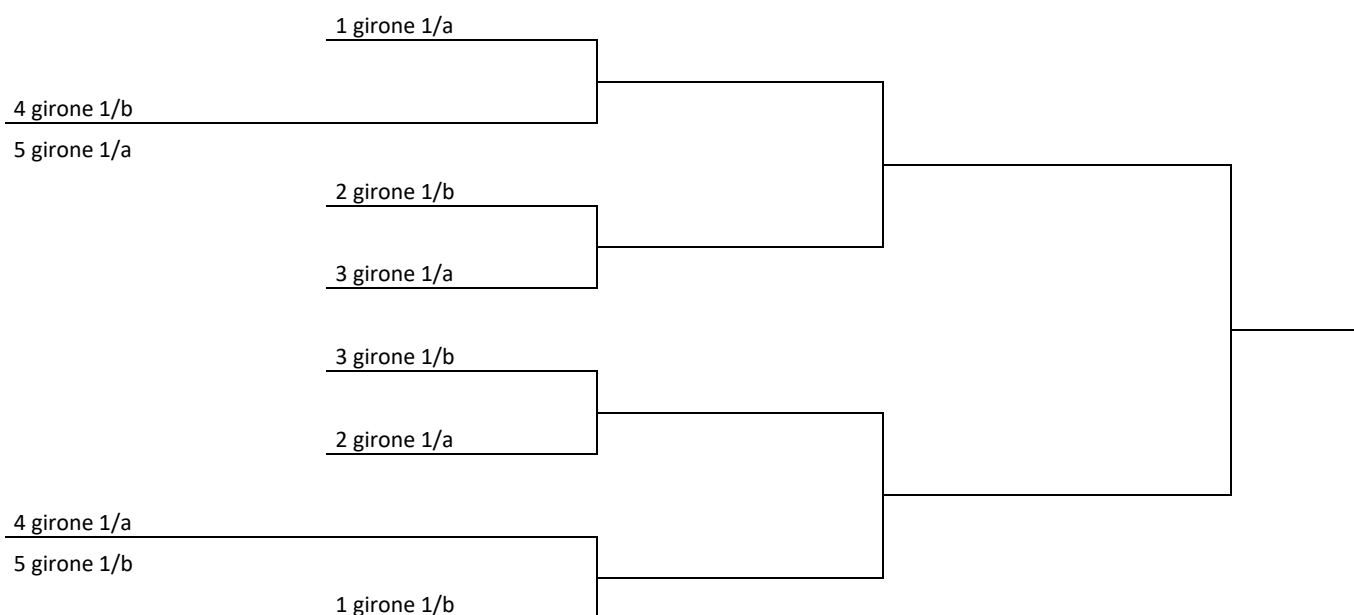 1 girone 1/a
4 girone 1/b
5 girone 1/a
2 girone 1/b
3 girone 1/a
3 girone 1/b
2 girone 1/a
4 girone 1/a
5 girone 1/b
1 girone 1/b